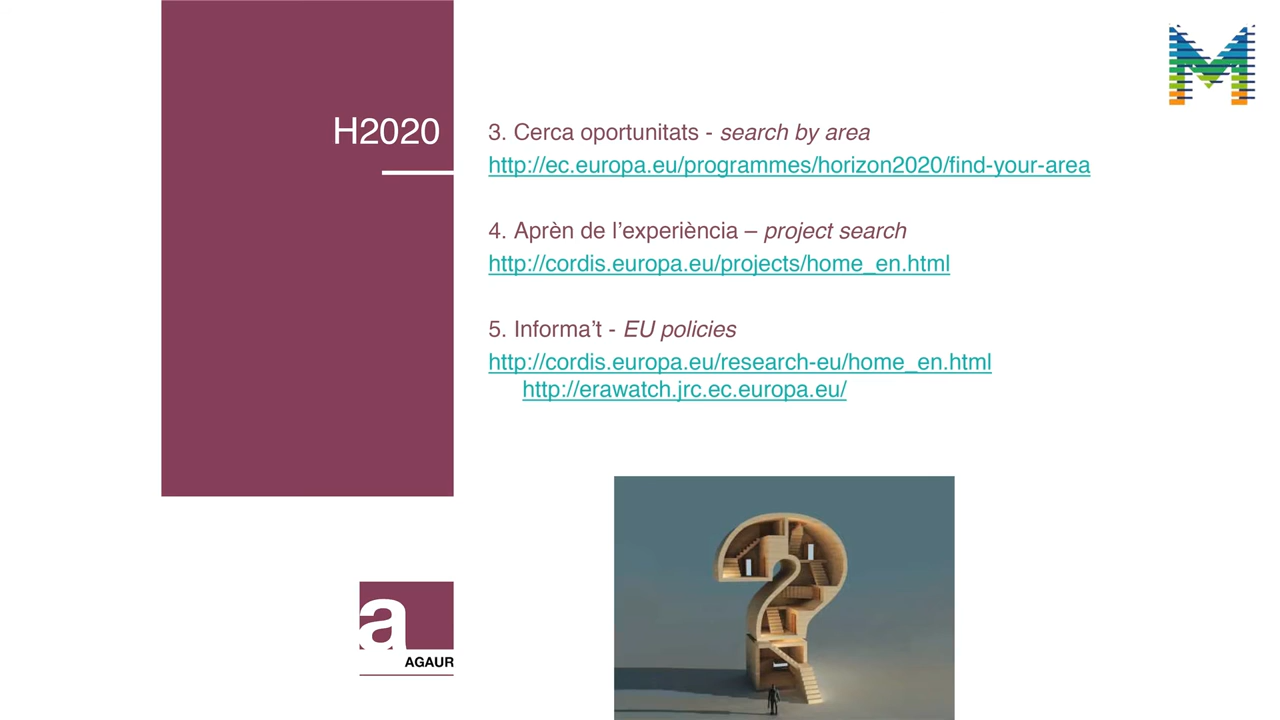 H2020
3. Cerca oportunitats - search by area
http://ec.europa.eu/programmes/horizon2020/find-your-area
4. Aprèn de l’experiència – project search
http://cordis.europa.eu/projects/home_en.html
5. Informa’t - EU policies
http://cordis.europa.eu/research-eu/home_en.html
http://erawatch.jrc.ec.europa.eu/
a
AGAUR
M